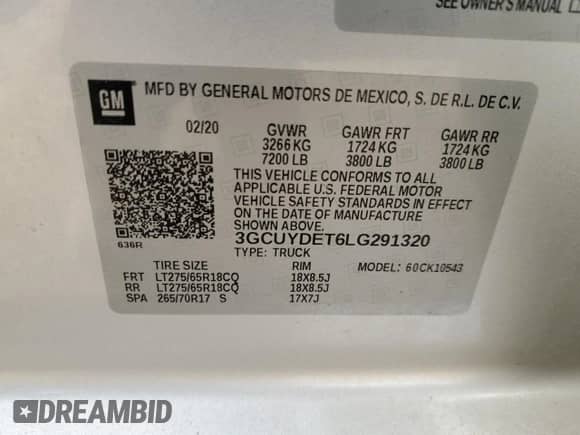 SEE OWNER'S MANUAL
GM
MFD BY GENERAL MOTORS DE MEXICO, S. DE R.L. DE C.V.
02/20 GVWR GAWR FRT GAWR RR
3266 KG 1724 KG 1724 KG
7200 LB 3800 LB 3800 LB
THIS VEHICLE CONFORMS TO ALL
APPLICABLE U.S. FEDERAL MOTOR
VEHICLE SAFETY STANDARDS IN EFFECT
ON THE DATE OF MANUFACTURE SHOWN ABOVE.
3GCUYDET6LG291320
636R
TYPE: TRUCK
TIRE SIZE RIM MODEL: 60CK10543
FRT LT275/65R18CQ 18X8.5J
RR LT275/65R18CQ 18X8.5J
SPA 265/70R17 S 17X7J
DREAMBID